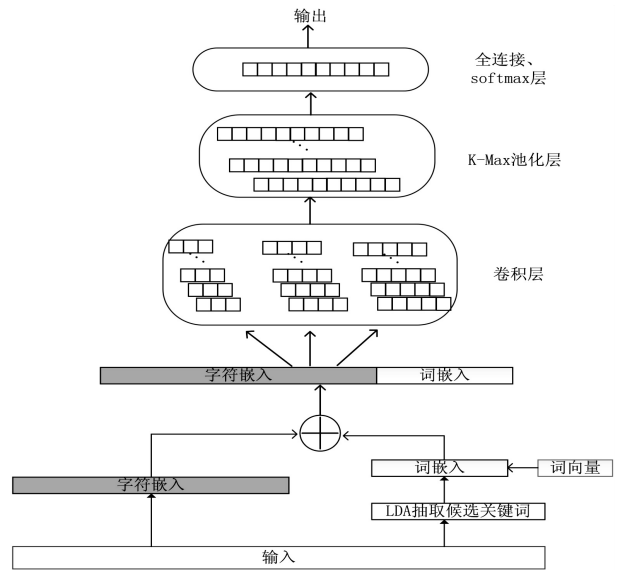 输出
全连接、
softmax层
K-Max池化层
卷积层
字符嵌入
词嵌入
词嵌入
词向量
字符嵌入
LDA抽取候选关键词
输入